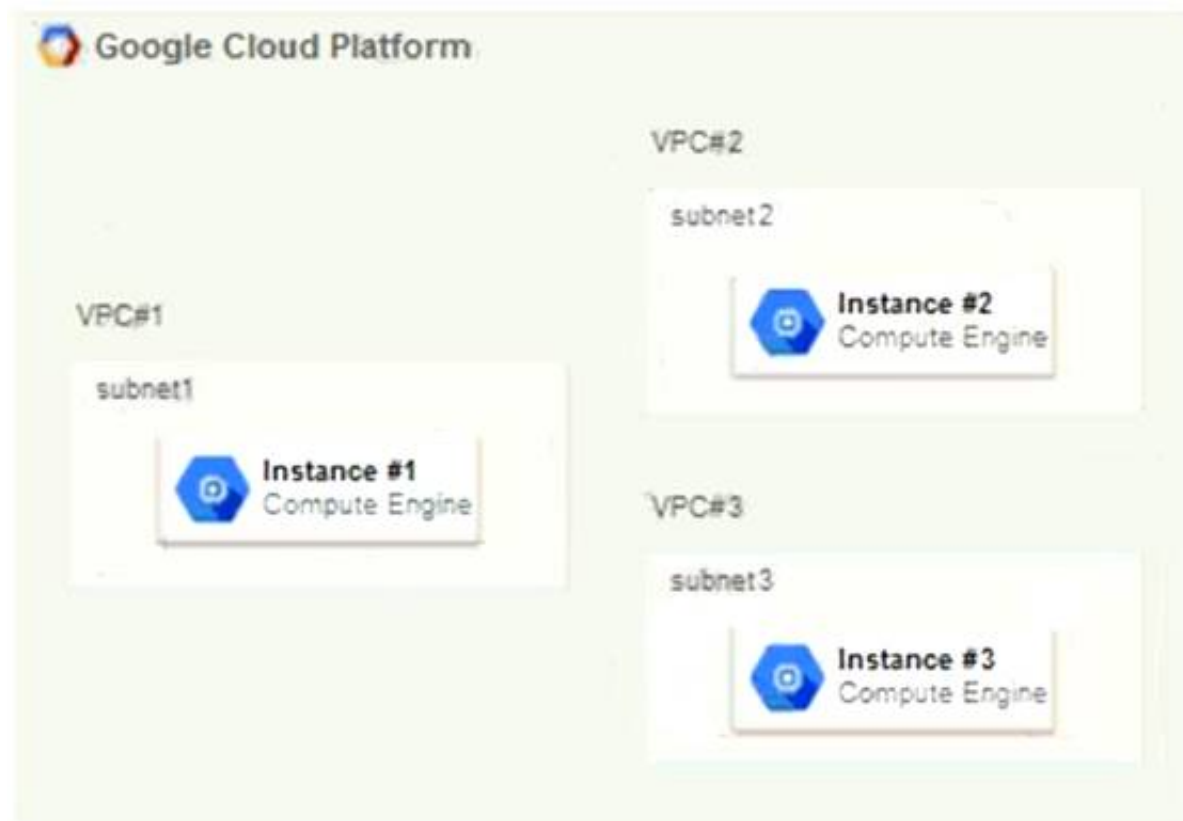 Google Cloud Platform
VPC#2
subnet2
Instance #2
Compute Engine
VPC#1
subnet1
Instance #1
Compute Engine
VPC#3
subnet3
Instance #3
Compute Engine